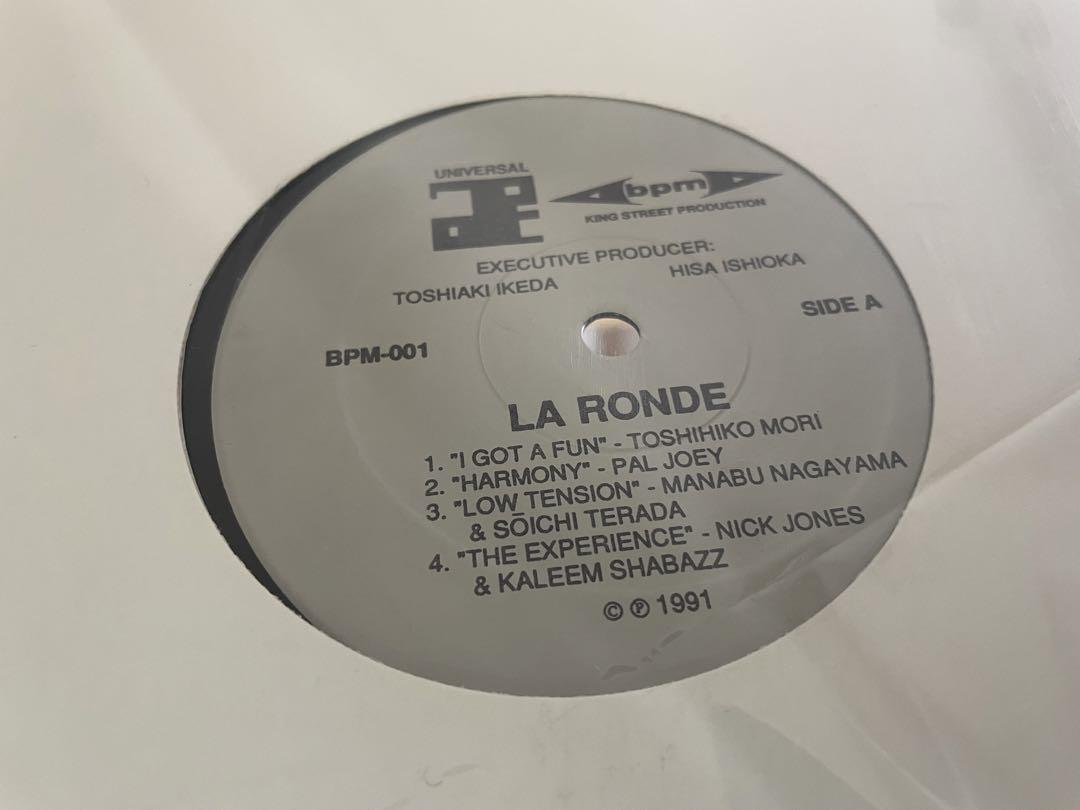 UNIVERSAL
bpm
KING STREET PRODUCTION
EXECUTIVE PRODUCER:
TOSHIAKI IKEDA HISA ISHIOKA
BPM-001
SIDE A
LA RONDE
1. "I GOT A FUN" - TOSHIHIKO MORI
2. "HARMONY" - PAL JOEY
3. "LOW_TENSION" - MANABU NAGAYAMA
& SŌICHI TERADA
4. "THE EXPERIENCE" - NICK JONES
& KALEEM SHABAZZ
© ℗ 1991